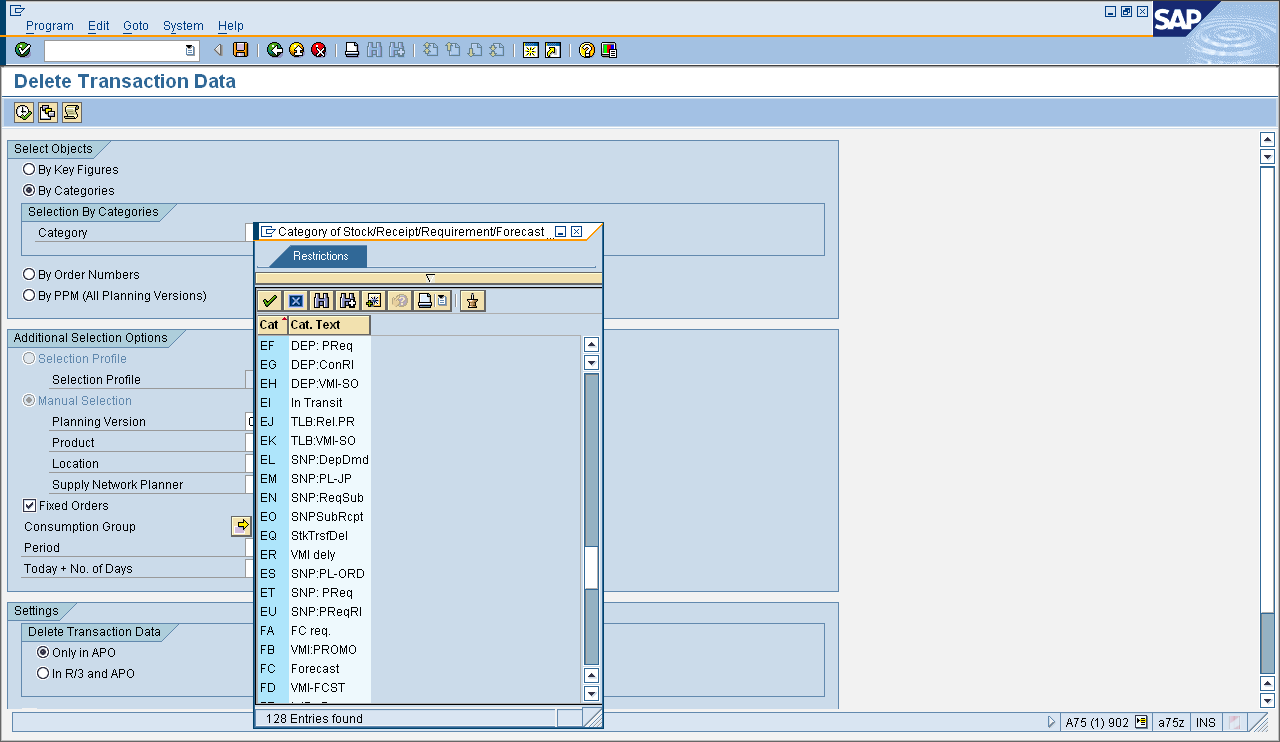 Program Edit Goto System Help
SAP
Delete Transaction Data
Select Objects
By Key Figures
By Categories
Selection By Categories
Category
By Order Numbers
By PPM (All Planning Versions)
Additional Selection Options
Selection Profile
Selection Profile
Manual Selection
Planning Version 0
Product
Location
Supply Network Planner
Fixed Orders
Consumption Group
Period
Today + No. of Days
Settings
Delete Transaction Data
Only in APO
In R/3 and APO
Category of Stock/Receipt/Requirement/Forecast ...
Restrictions
Cat Cat. Text
EF DEP: PReq
EG DEP:ConRl
EH DEP:VMI-SO
EI In Transit
EJ TLB:Rel.PR
EK TLB:VMI-SO
EL SNP:DepDmd
EM SNP:PL-JP
EN SNP:ReqSub
EO SNPSubRcpt
EQ StkTrsfDel
ER VMI dely
ES SNP:PL-ORD
ET SNP: PReq
EU SNP:PReqRl
FA FC req.
FB VMI:PROMO
FC Forecast
FD VMI-FCST
128 Entries found
A75 (1) 902 a75z INS